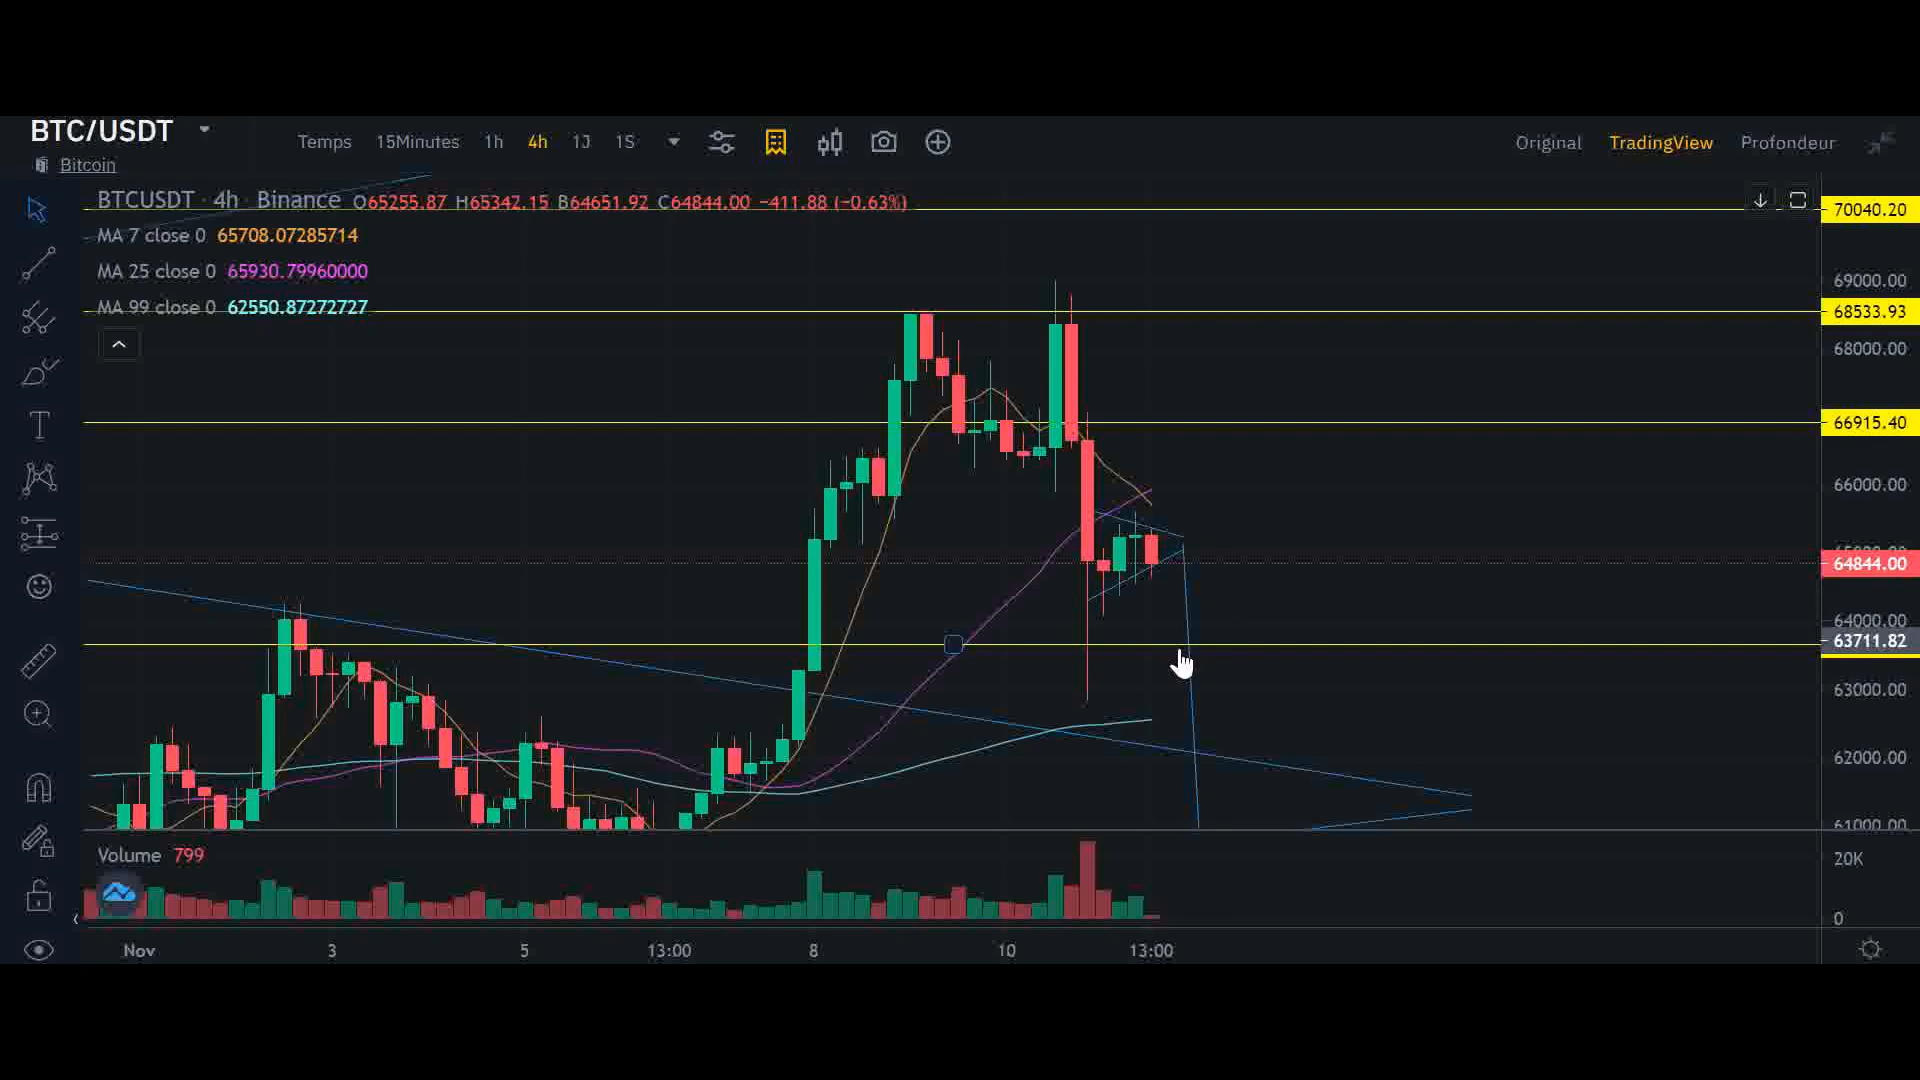 BTC/USDT
Bitcoin
Temps 15Minutes 1h 4h 1J 1S
Original TradingView Profondeur
BTCUSDT · 4h · Binance O65255.87 H65342.15 B64651.92 C64844.00 −411.88 (−0.63%)
MA 7 close 0 65708.07285714
MA 25 close 0 65930.79960000
MA 99 close 0 62550.87272727
70040.20
69000.00
68533.93
68000.00
66915.40
66000.00
64844.00
64000.00
63711.82
63000.00
62000.00
61000.00
Volume 799
20K
0
Nov 3 5 13:00 8 10 13:00